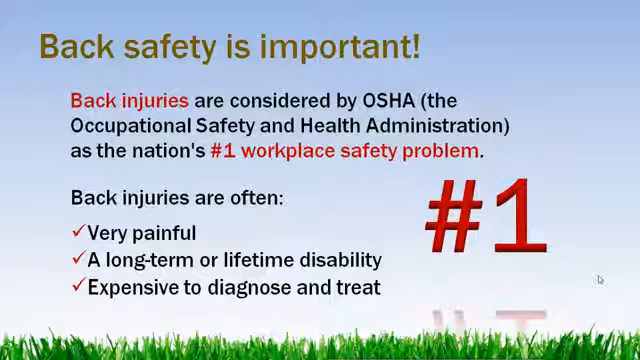 Back safety is important!
Back injuries are considered by OSHA (the
Occupational Safety and Health Administration)
as the nation's #1 workplace safety problem.
Back injuries are often:
✓Very painful
✓A long-term or lifetime disability
✓Expensive to diagnose and treat
#1